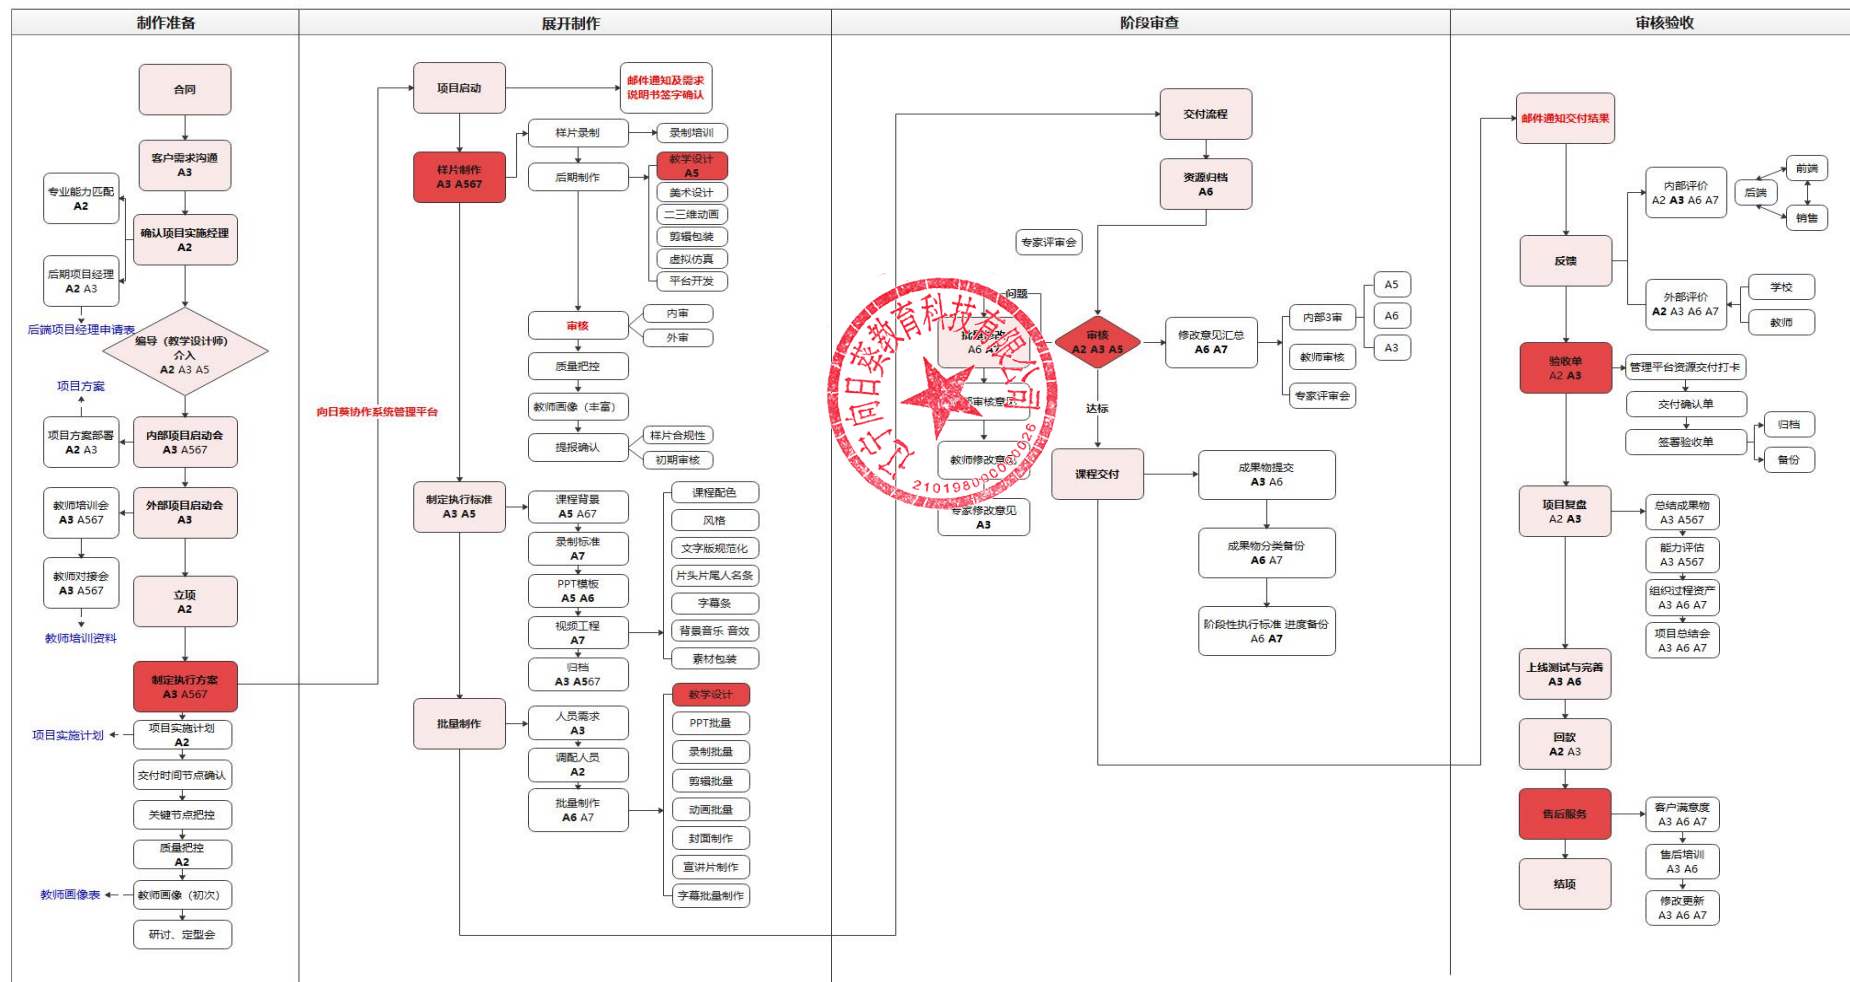 制作准备
展开制作
阶段审查
审核验收
合同
客户需求沟通
A3
专业能力匹配
A2
确认项目实施经理
A2
后期项目经理
A2 A3
后端项目经理申请表
编导（教学设计师）
介入
A2 A3 A5
项目方案
项目方案部署
A2 A3
内部项目启动会
A3 A567
教师培训会
A3 A567
外部项目启动会
A3
教师对接会
A3 A567
教师培训资料
立项
A2
制定执行方案
A3 A567
项目实施计划
项目实施计划
A2
交付时间节点确认
关键节点把控
质量把控
A2
教师画像表
教师画像（初次）
研讨、定型会
项目启动
邮件通知及需求
说明书签字确认
样片制作
A3 A567
样片录制
录制培训
后期制作
教学设计
A5
美术设计
二三维动画
剪辑包装
虚拟仿真
平台开发
审核
内审
外审
质量把控
教师画像（丰富）
提报确认
样片合规性
初期审核
向日葵协作系统管理平台
制定执行标准
A3 A5
课程背景
A5 A67
录制标准
A7
PPT模板
A5 A6
视频工程
A7
归档
A3 A567
课程配色
风格
文字版规范化
片头片尾人名条
字幕条
背景音乐 音效
素材包装
批量制作
人员需求
A3
调配人员
A2
批量制作
A6 A7
教学设计
PPT批量
录制批量
剪辑批量
动画批量
封面制作
宣讲片制作
字幕批量制作
交付流程
资源归档
A6
专家评审会
问题
批量修改
A6
审核意见
教师修改意见
专家修改意见
A3
辽宁向日葵教育科技有限公司
审核
A2 A3 A5
修改意见汇总
A6 A7
内部3审
A5
A6
A3
教师审核
专家评审会
达标
课程交付
成果物提交
A3 A6
成果物分类备份
A6 A7
阶段性执行标准 进度备份
A6 A7
邮件通知交付结果
内部评价
A2 A3 A6 A7
前端
后端
销售
反馈
外部评价
A2 A3 A6 A7
学校
教师
验收单
A2 A3
管理平台资源交付打卡
交付确认单
签署验收单
归档
备份
项目复盘
A2 A3
总结成果物
A3 A567
能力评估
A3 A567
组织过程资产
A3 A6 A7
项目总结会
A3 A6 A7
上线测试与完善
A3 A6
回款
A2 A3
售后服务
客户满意度
A3 A6 A7
售后培训
A3 A6
修改更新
A3 A6 A7
结项